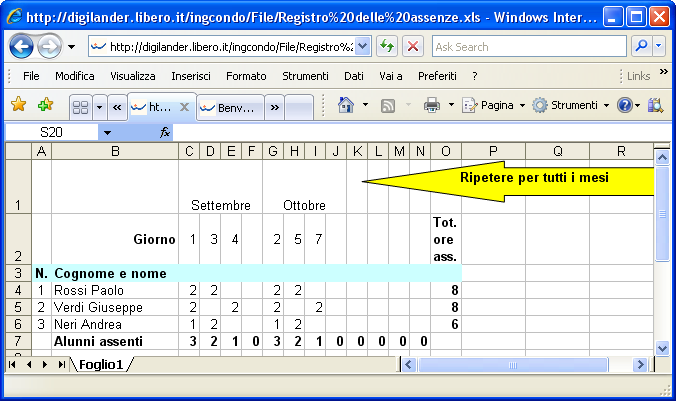 http://digilander.libero.it/ingcondo/File/Registro%20delle%20assenze.xls - Windows Inter...
http://digilander.libero.it/ingcondo/File/Registro%
Ask Search
File Modifica Visualizza Inserisci Formato Strumenti Dati Vai a Preferiti ? Links »
« ht... Benv... » Pagina Strumenti »
S20 fx
A B C D E F G H I J K L M N O P Q R
Ripetere per tutti i mesi
1 Settembre Ottobre
Tot.
Giorno 1 3 4 2 5 7 ore
2 ass.
3 N. Cognome e nome
4 1 Rossi Paolo 2 2 2 2 8
5 2 Verdi Giuseppe 2 2 2 2 8
6 3 Neri Andrea 1 2 1 2 6
7 Alunni assenti 3 2 1 0 3 2 1 0 0 0 0 0
Foglio1